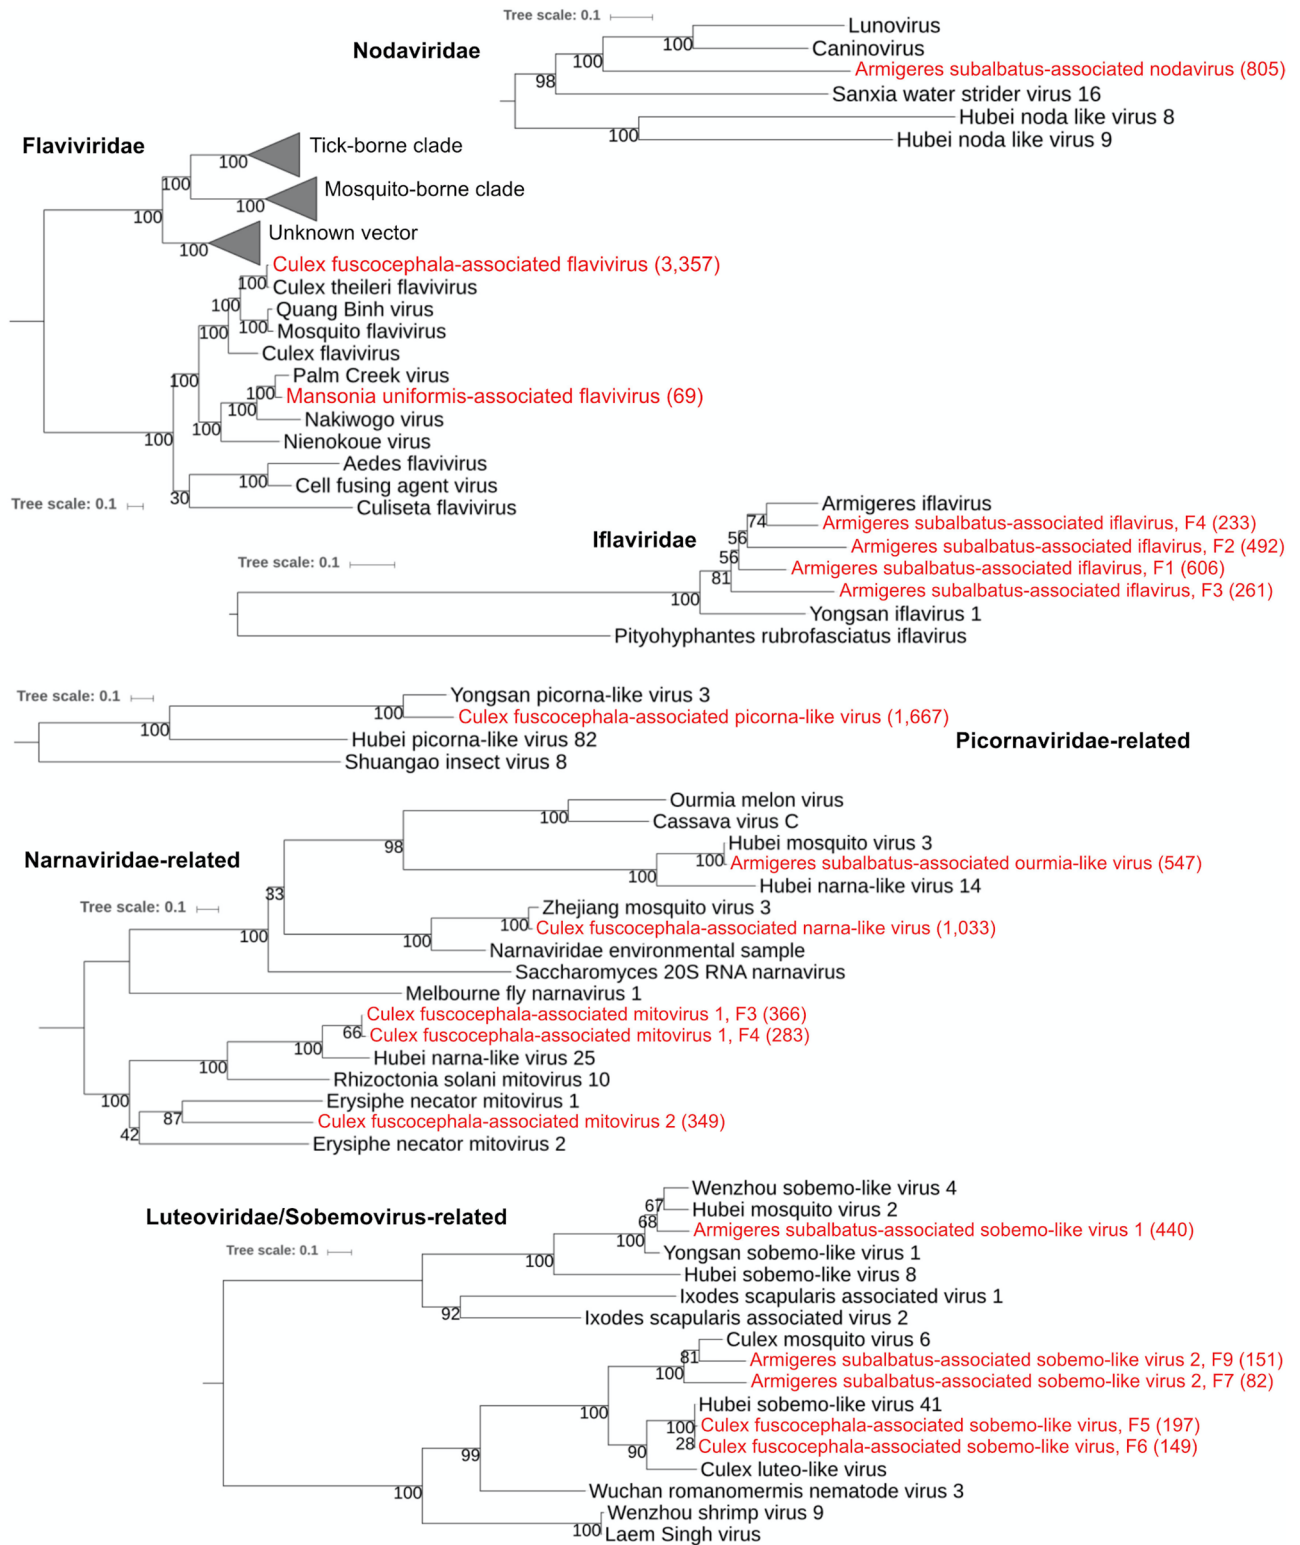 Tree scale: 0.1
Nodaviridae
Lunovirus
100
Caninovirus
100
Armigeres subalbatus-associated nodavirus (805)
98
Sanxia water strider virus 16
Hubei noda like virus 8
100
Hubei noda like virus 9
Flaviviridae
Tick-borne clade
100
100
Mosquito-borne clade
100
100
Unknown vector
100
Culex fuscocephala-associated flavivirus (3,357)
100
Culex theileri flavivirus
100
Quang Binh virus
100
Mosquito flavivirus
100
Culex flavivirus
Palm Creek virus
100
100
Mansonia uniformis-associated flavivirus (69)
100
Nakiwogo virus
100
Nienokoue virus
100
Aedes flavivirus
100
Cell fusing agent virus
30
Culiseta flavivirus
Tree scale: 0.1
Iflaviridae
Tree scale: 0.1
Armigeres iflavirus
74
Armigeres subalbatus-associated iflavirus, F4 (233)
56
Armigeres subalbatus-associated iflavirus, F2 (492)
56
Armigeres subalbatus-associated iflavirus, F1 (606)
81
Armigeres subalbatus-associated iflavirus, F3 (261)
100
Yongsan iflavirus 1
Pityohyphantes rubrofasciatus iflavirus
Tree scale: 0.1
Yongsan picorna-like virus 3
100
Culex fuscocephala-associated picorna-like virus (1,667)
100
Hubei picorna-like virus 82
Picornaviridae-related
Shuangao insect virus 8
Narnaviridae-related
Tree scale: 0.1
Ourmia melon virus
100
Cassava virus C
98
Hubei mosquito virus 3
100
Armigeres subalbatus-associated ourmia-like virus (547)
100
Hubei narna-like virus 14
33
Zhejiang mosquito virus 3
100
Culex fuscocephala-associated narna-like virus (1,033)
100
100
Narnaviridae environmental sample
Saccharomyces 20S RNA narnavirus
Melbourne fly narnavirus 1
Culex fuscocephala-associated mitovirus 1, F3 (366)
66
Culex fuscocephala-associated mitovirus 1, F4 (283)
100
Hubei narna-like virus 25
100
Rhizoctonia solani mitovirus 10
100
Erysiphe necator mitovirus 1
87
Culex fuscocephala-associated mitovirus 2 (349)
42
Erysiphe necator mitovirus 2
Luteoviridae/Sobemovirus-related
Tree scale: 0.1
Wenzhou sobemo-like virus 4
67
Hubei mosquito virus 2
68
Armigeres subalbatus-associated sobemo-like virus 1 (440)
100
Yongsan sobemo-like virus 1
100
Hubei sobemo-like virus 8
Ixodes scapularis associated virus 1
92
Ixodes scapularis associated virus 2
Culex mosquito virus 6
81
Armigeres subalbatus-associated sobemo-like virus 2, F9 (151)
100
Armigeres subalbatus-associated sobemo-like virus 2, F7 (82)
100
Hubei sobemo-like virus 41
100
Culex fuscocephala-associated sobemo-like virus, F5 (197)
28
Culex fuscocephala-associated sobemo-like virus, F6 (149)
90
99
Culex luteo-like virus
100
Wuchan romanomermis nematode virus 3
Wenzhou shrimp virus 9
100
Laem Singh virus